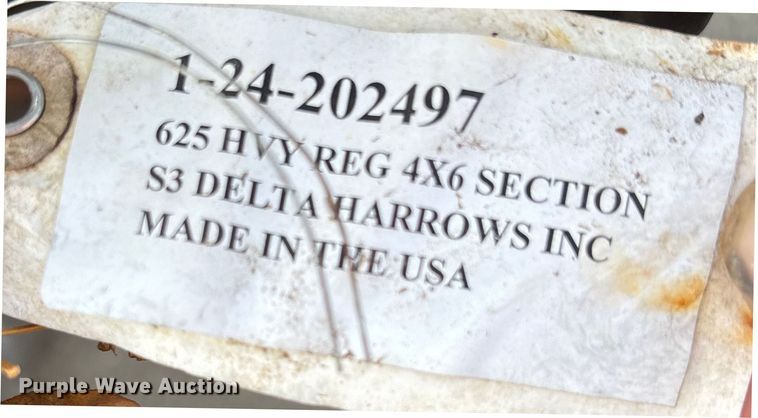 1-24-202497
625 HVY REG 4X6 SECTION
S3 DELTA HARROWS INC
MADE IN THE USA
Purple Wave Auction